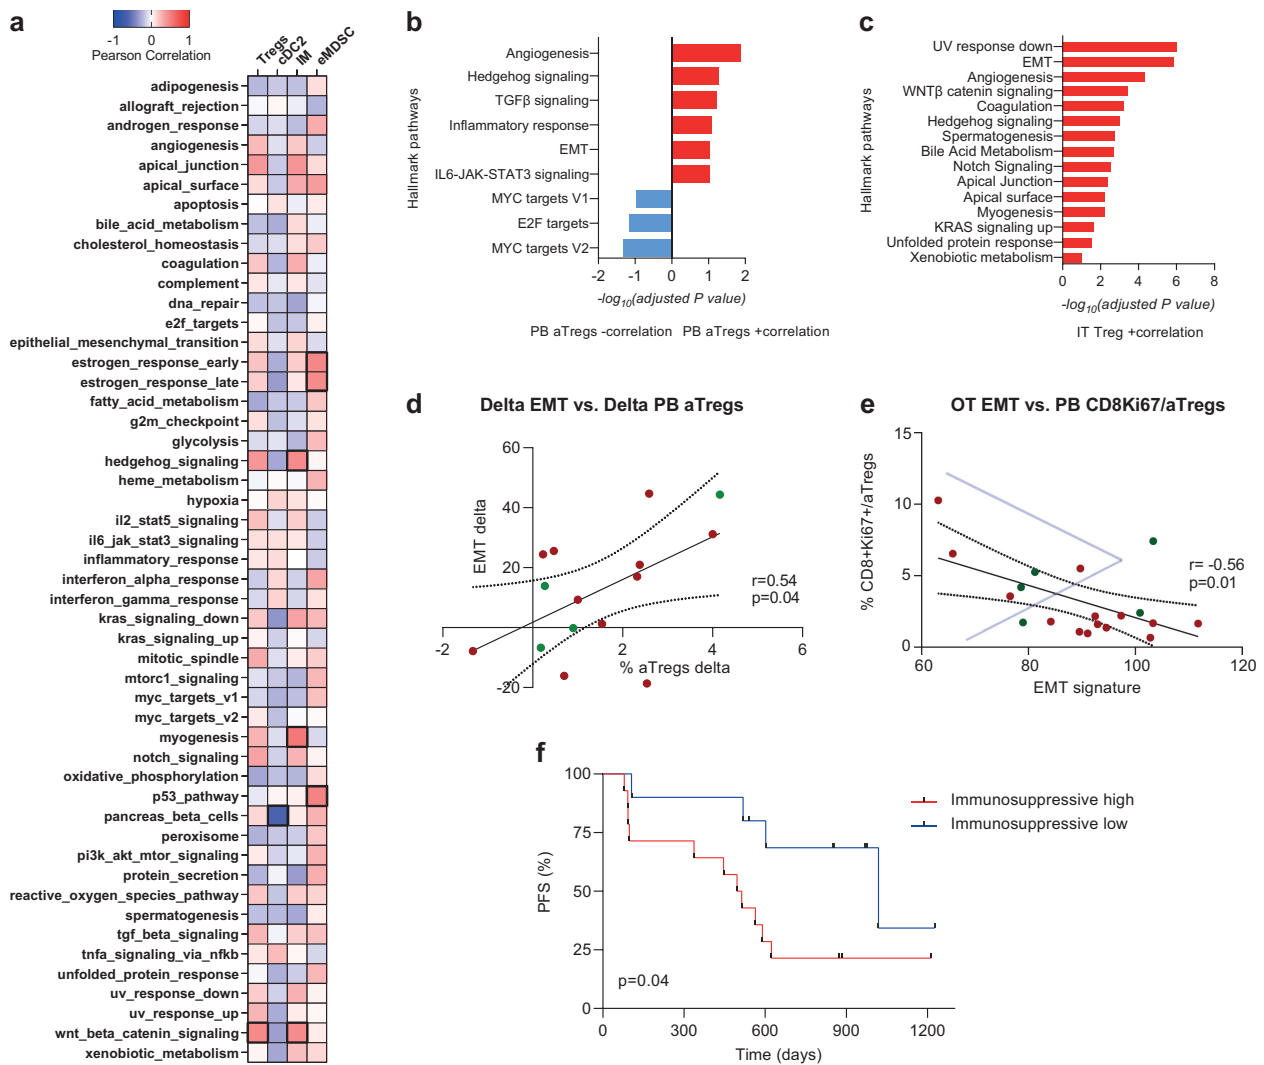 a
-1 0 1
Pearson Correlation
Tregs
cDC2
IM
eMDSC
adipogenesis
allograft_rejection
androgen_response
angiogenesis
apical_junction
apical_surface
apoptosis
bile_acid_metabolism
cholesterol_homeostasis
coagulation
complement
dna_repair
e2f_targets
epithelial_mesenchymal_transition
estrogen_response_early
estrogen_response_late
fatty_acid_metabolism
g2m_checkpoint
glycolysis
hedgehog_signaling
heme_metabolism
hypoxia
il2_stat5_signaling
il6_jak_stat3_signaling
inflammatory_response
interferon_alpha_response
interferon_gamma_response
kras_signaling_down
kras_signaling_up
mitotic_spindle
mtorc1_signaling
myc_targets_v1
myc_targets_v2
myogenesis
notch_signaling
oxidative_phosphorylation
p53_pathway
pancreas_beta_cells
peroxisome
pi3k_akt_mtor_signaling
protein_secretion
reactive_oxygen_species_pathway
spermatogenesis
tgf_beta_signaling
tnfa_signaling_via_nfkb
unfolded_protein_response
uv_response_down
uv_response_up
wnt_beta_catenin_signaling
xenobiotic_metabolism
b
Hallmark pathways
Angiogenesis
Hedgehog signaling
TGFβ signaling
Inflammatory response
EMT
IL6-JAK-STAT3 signaling
MYC targets V1
E2F targets
MYC targets V2
-2 -1 0 1 2
-log10(adjusted P value)
PB aTregs -correlation PB aTregs +correlation
c
Hallmark pathways
UV response down
EMT
Angiogenesis
WNTβ catenin signaling
Coagulation
Hedgehog signaling
Spermatogenesis
Bile Acid Metabolism
Notch Signaling
Apical Junction
Apical surface
Myogenesis
KRAS signaling up
Unfolded protein response
Xenobiotic metabolism
0 2 4 6 8
-log10(adjusted P value)
IT Treg +correlation
d
Delta EMT vs. Delta PB aTregs
EMT delta
60
40
20
-20
-2 2 4 6
% aTregs delta
r=0.54
p=0.04
e
OT EMT vs. PB CD8Ki67/aTregs
% CD8+Ki67+/aTregs
15
10
5
0
60 80 100 120
EMT signature
r= -0.56
p=0.01
f
PFS (%)
100
75
50
25
0
0 300 600 900 1200
Time (days)
p=0.04
Immunosuppressive high
Immunosuppressive low